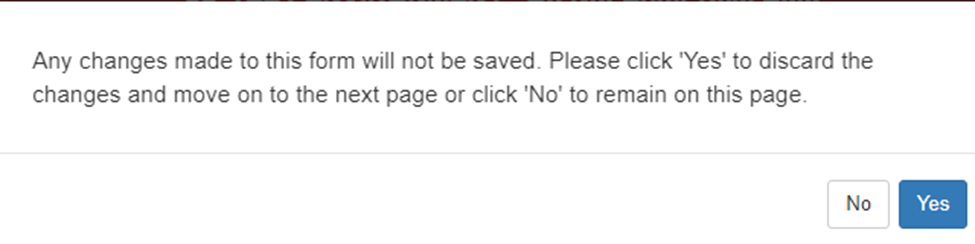 Any changes made to this form will not be saved. Please click 'Yes' to discard the
changes and move on to the next page or click 'No' to remain on this page.
No
Yes